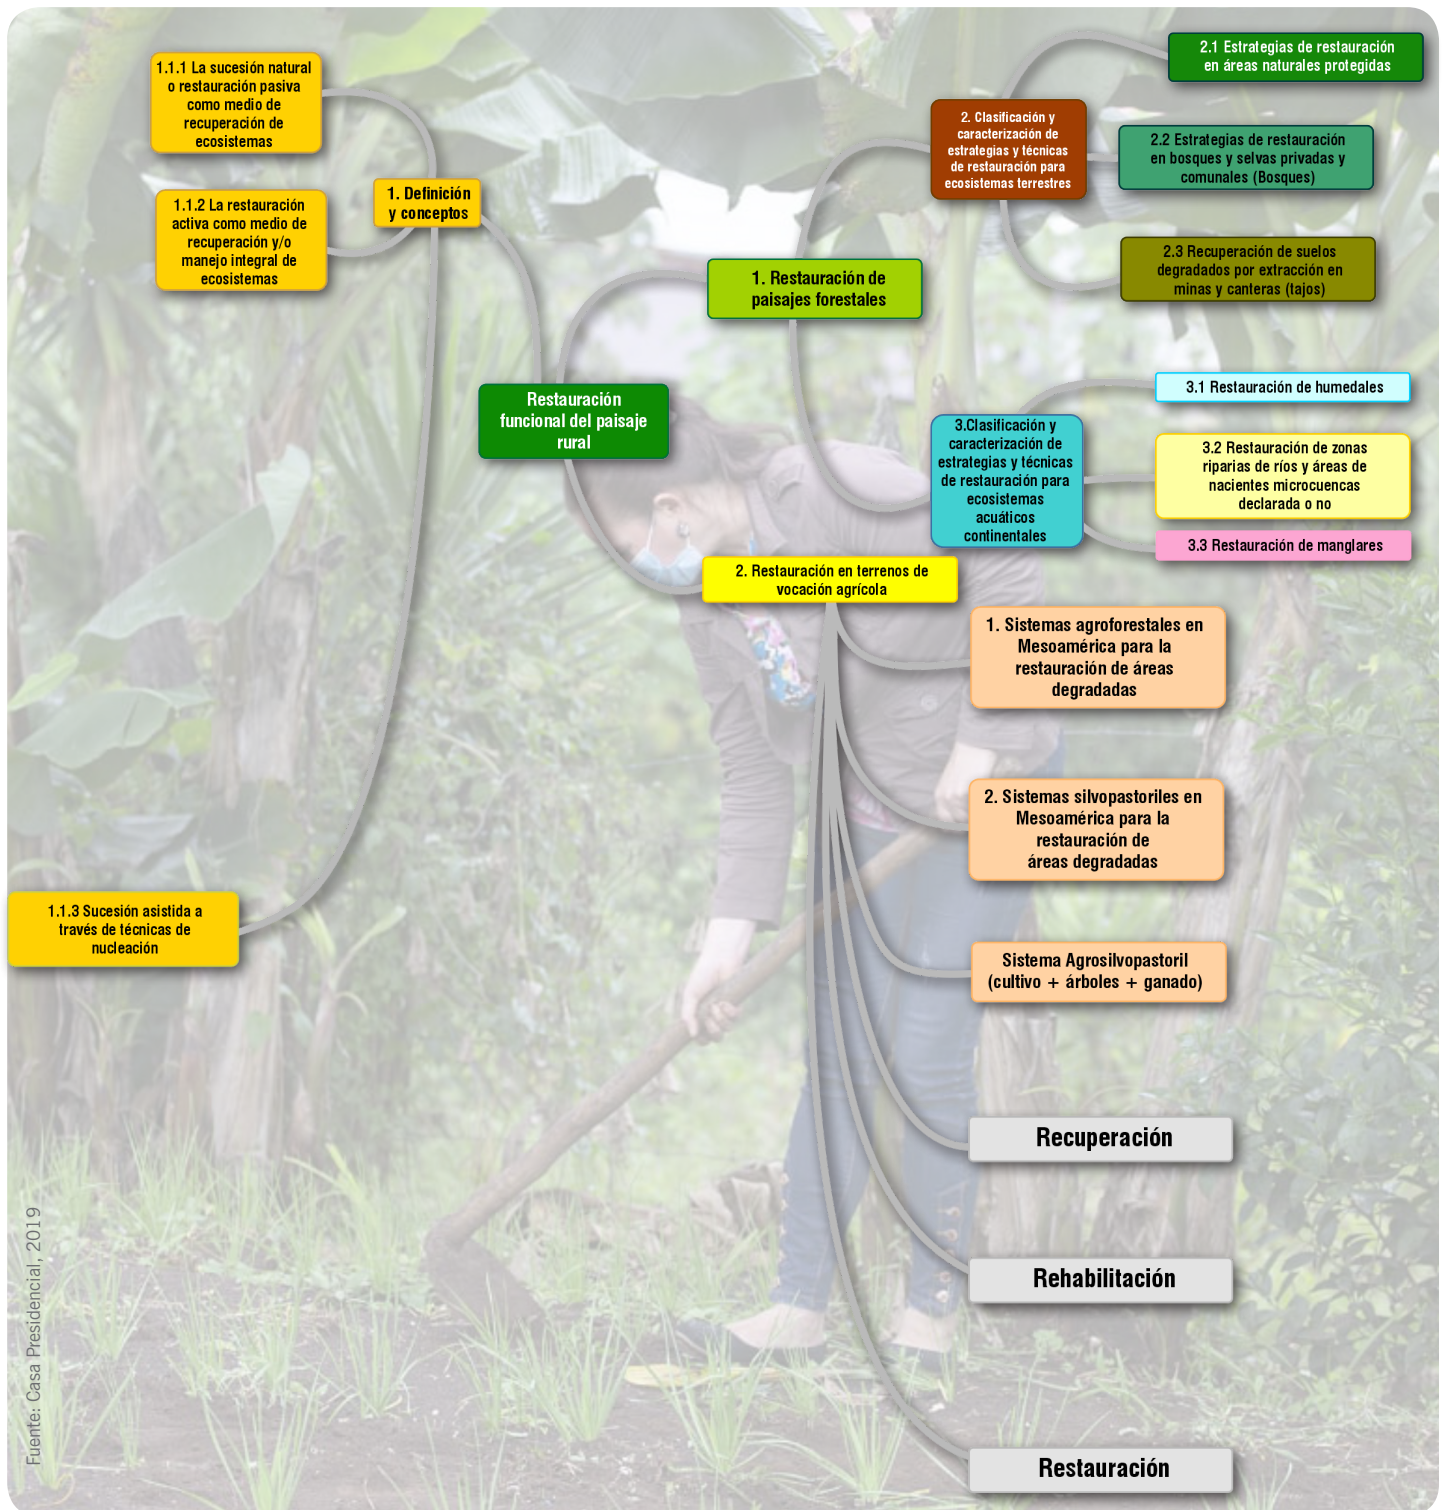 1.1.1 La sucesión natural
o restauración pasiva
como medio de
recuperación de
ecosistemas
1.1.2 La restauración
activa como medio de
recuperación y/o
manejo integral de
ecosistemas
1. Definición
y conceptos
1.1.3 Sucesión asistida a
través de técnicas de
nucleación
Restauración
funcional del paisaje
rural
1. Restauración de
paisajes forestales
2. Clasificación y
caracterización de
estrategias y técnicas
de restauración para
ecosistemas terrestres
2.1 Estrategias de restauración
en áreas naturales protegidas
2.2 Estrategias de restauración
en bosques y selvas privadas y
comunales (Bosques)
2.3 Recuperación de suelos
degradados por extracción en
minas y canteras (tajos)
3.Clasificación y
caracterización de
estrategias y técnicas
de restauración para
ecosistemas
acuáticos
continentales
3.1 Restauración de humedales
3.2 Restauración de zonas
riparias de ríos y áreas de
nacientes microcuencas
declarada o no
3.3 Restauración de manglares
2. Restauración en terrenos de
vocación agrícola
1. Sistemas agroforestales en
Mesoamérica para la
restauración de áreas
degradadas
2. Sistemas silvopastoriles en
Mesoamérica para la
restauración de
áreas degradadas
Sistema Agrosilvopastoril
(cultivo + árboles + ganado)
Recuperación
Rehabilitación
Restauración
Fuente: Casa Presidencial, 2019